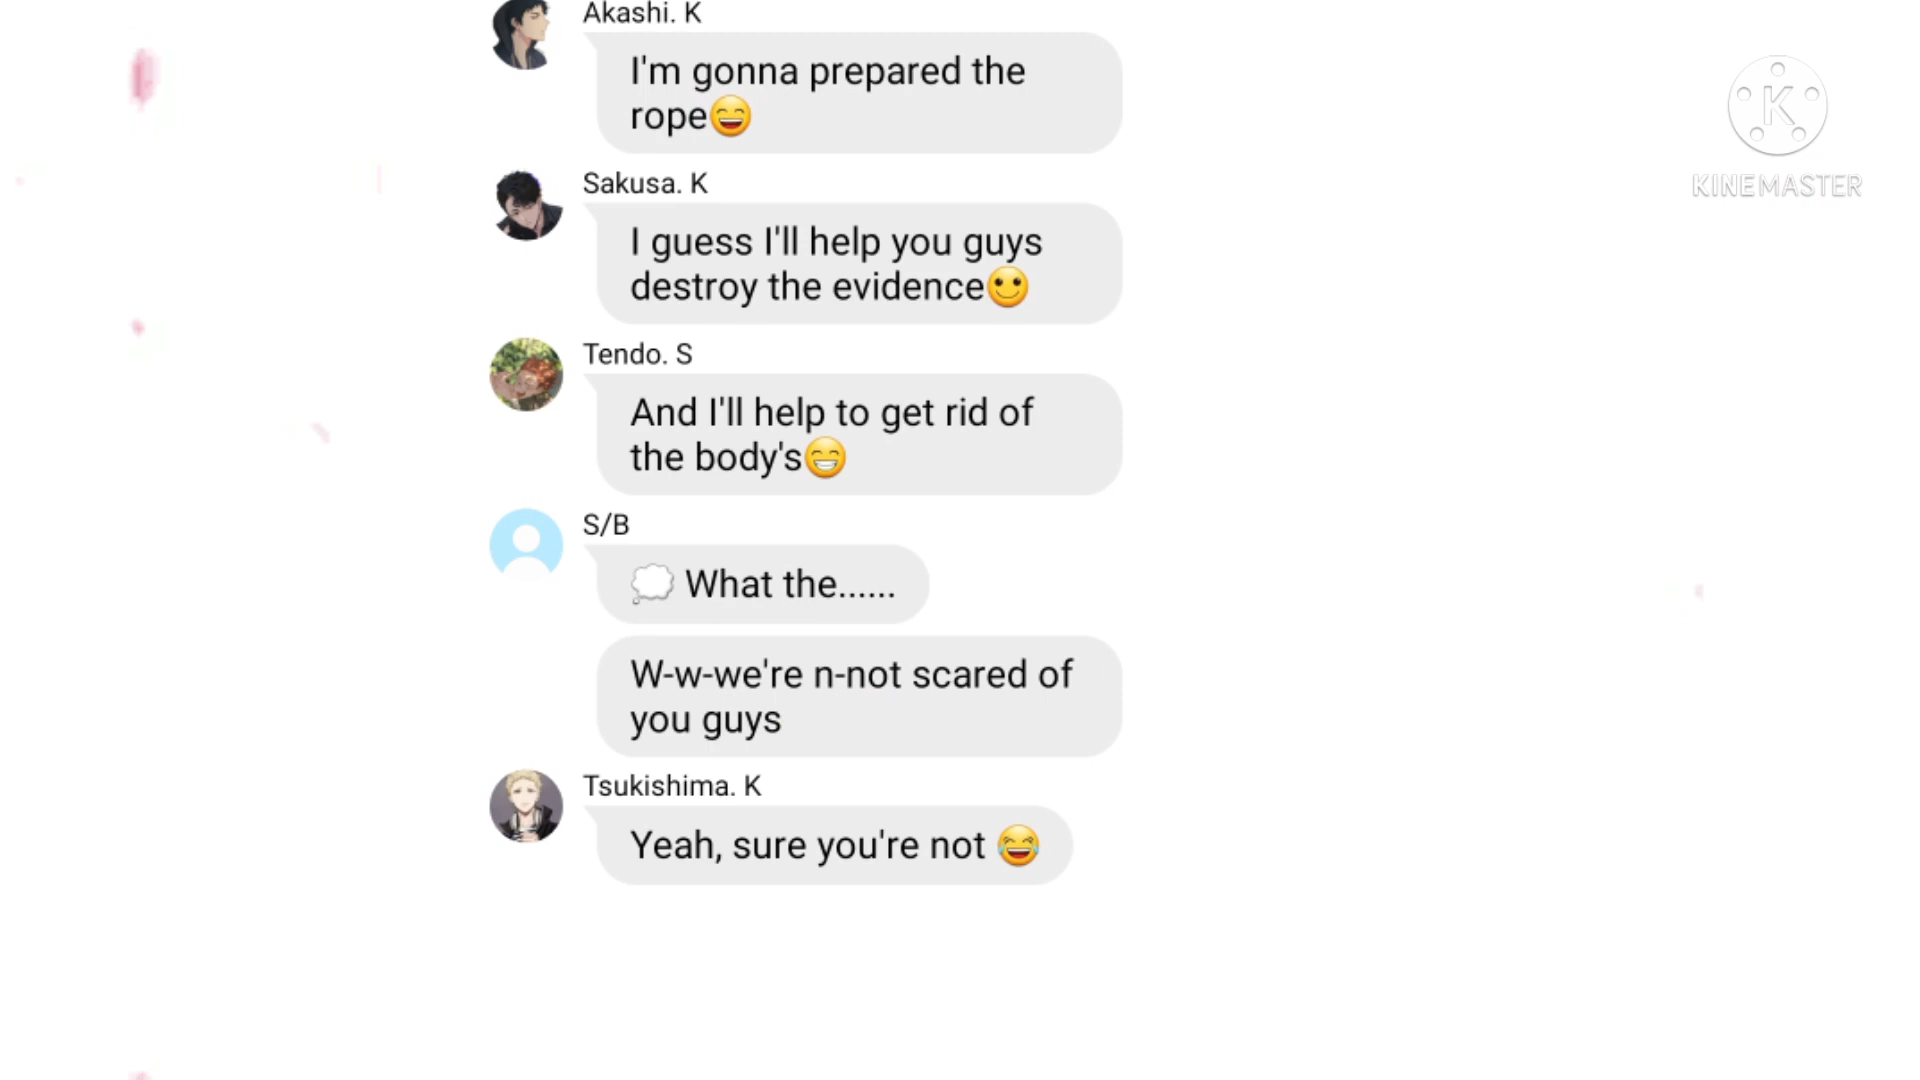 Akashi. K
I'm gonna prepared the
rope😄
Sakusa. K
I guess I'll help you guys
destroy the evidence🙂
Tendo. S
And I'll help to get rid of
the body's😁
S/B
💭 What the......
W-w-we're n-not scared of
you guys
Tsukishima. K
Yeah, sure you're not 😂
K
KINEMASTER